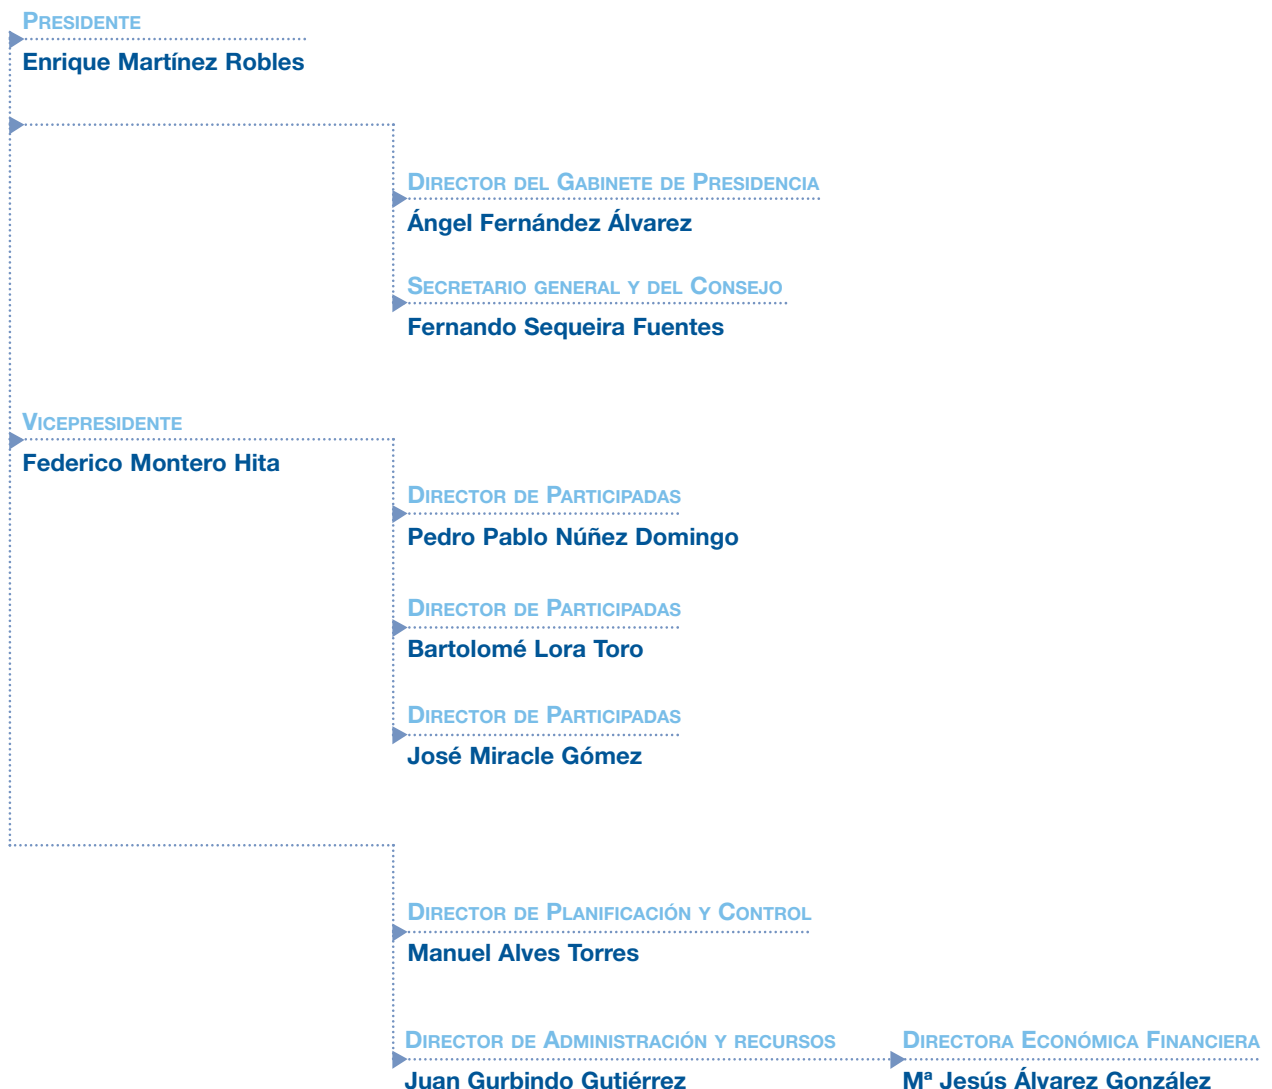 PRESIDENTE
Enrique Martínez Robles
DIRECTOR DEL GABINETE DE PRESIDENCIA
Ángel Fernández Álvarez
SECRETARIO GENERAL Y DEL CONSEJO
Fernando Sequeira Fuentes
VICEPRESIDENTE
Federico Montero Hita
DIRECTOR DE PARTICIPADAS
Pedro Pablo Núñez Domingo
DIRECTOR DE PARTICIPADAS
Bartolomé Lora Toro
DIRECTOR DE PARTICIPADAS
José Miracle Gómez
DIRECTOR DE PLANIFICACIÓN Y CONTROL
Manuel Alves Torres
DIRECTOR DE ADMINISTRACIÓN Y RECURSOS
Juan Gurbindo Gutiérrez
DIRECTORA ECONÓMICA FINANCIERA
Mª Jesús Álvarez González